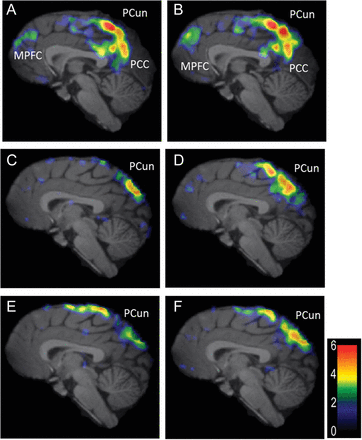 A PCun
MPFC PCC
B PCun
MPFC PCC
C PCun
D PCun
E PCun
F PCun
6
4
2
0